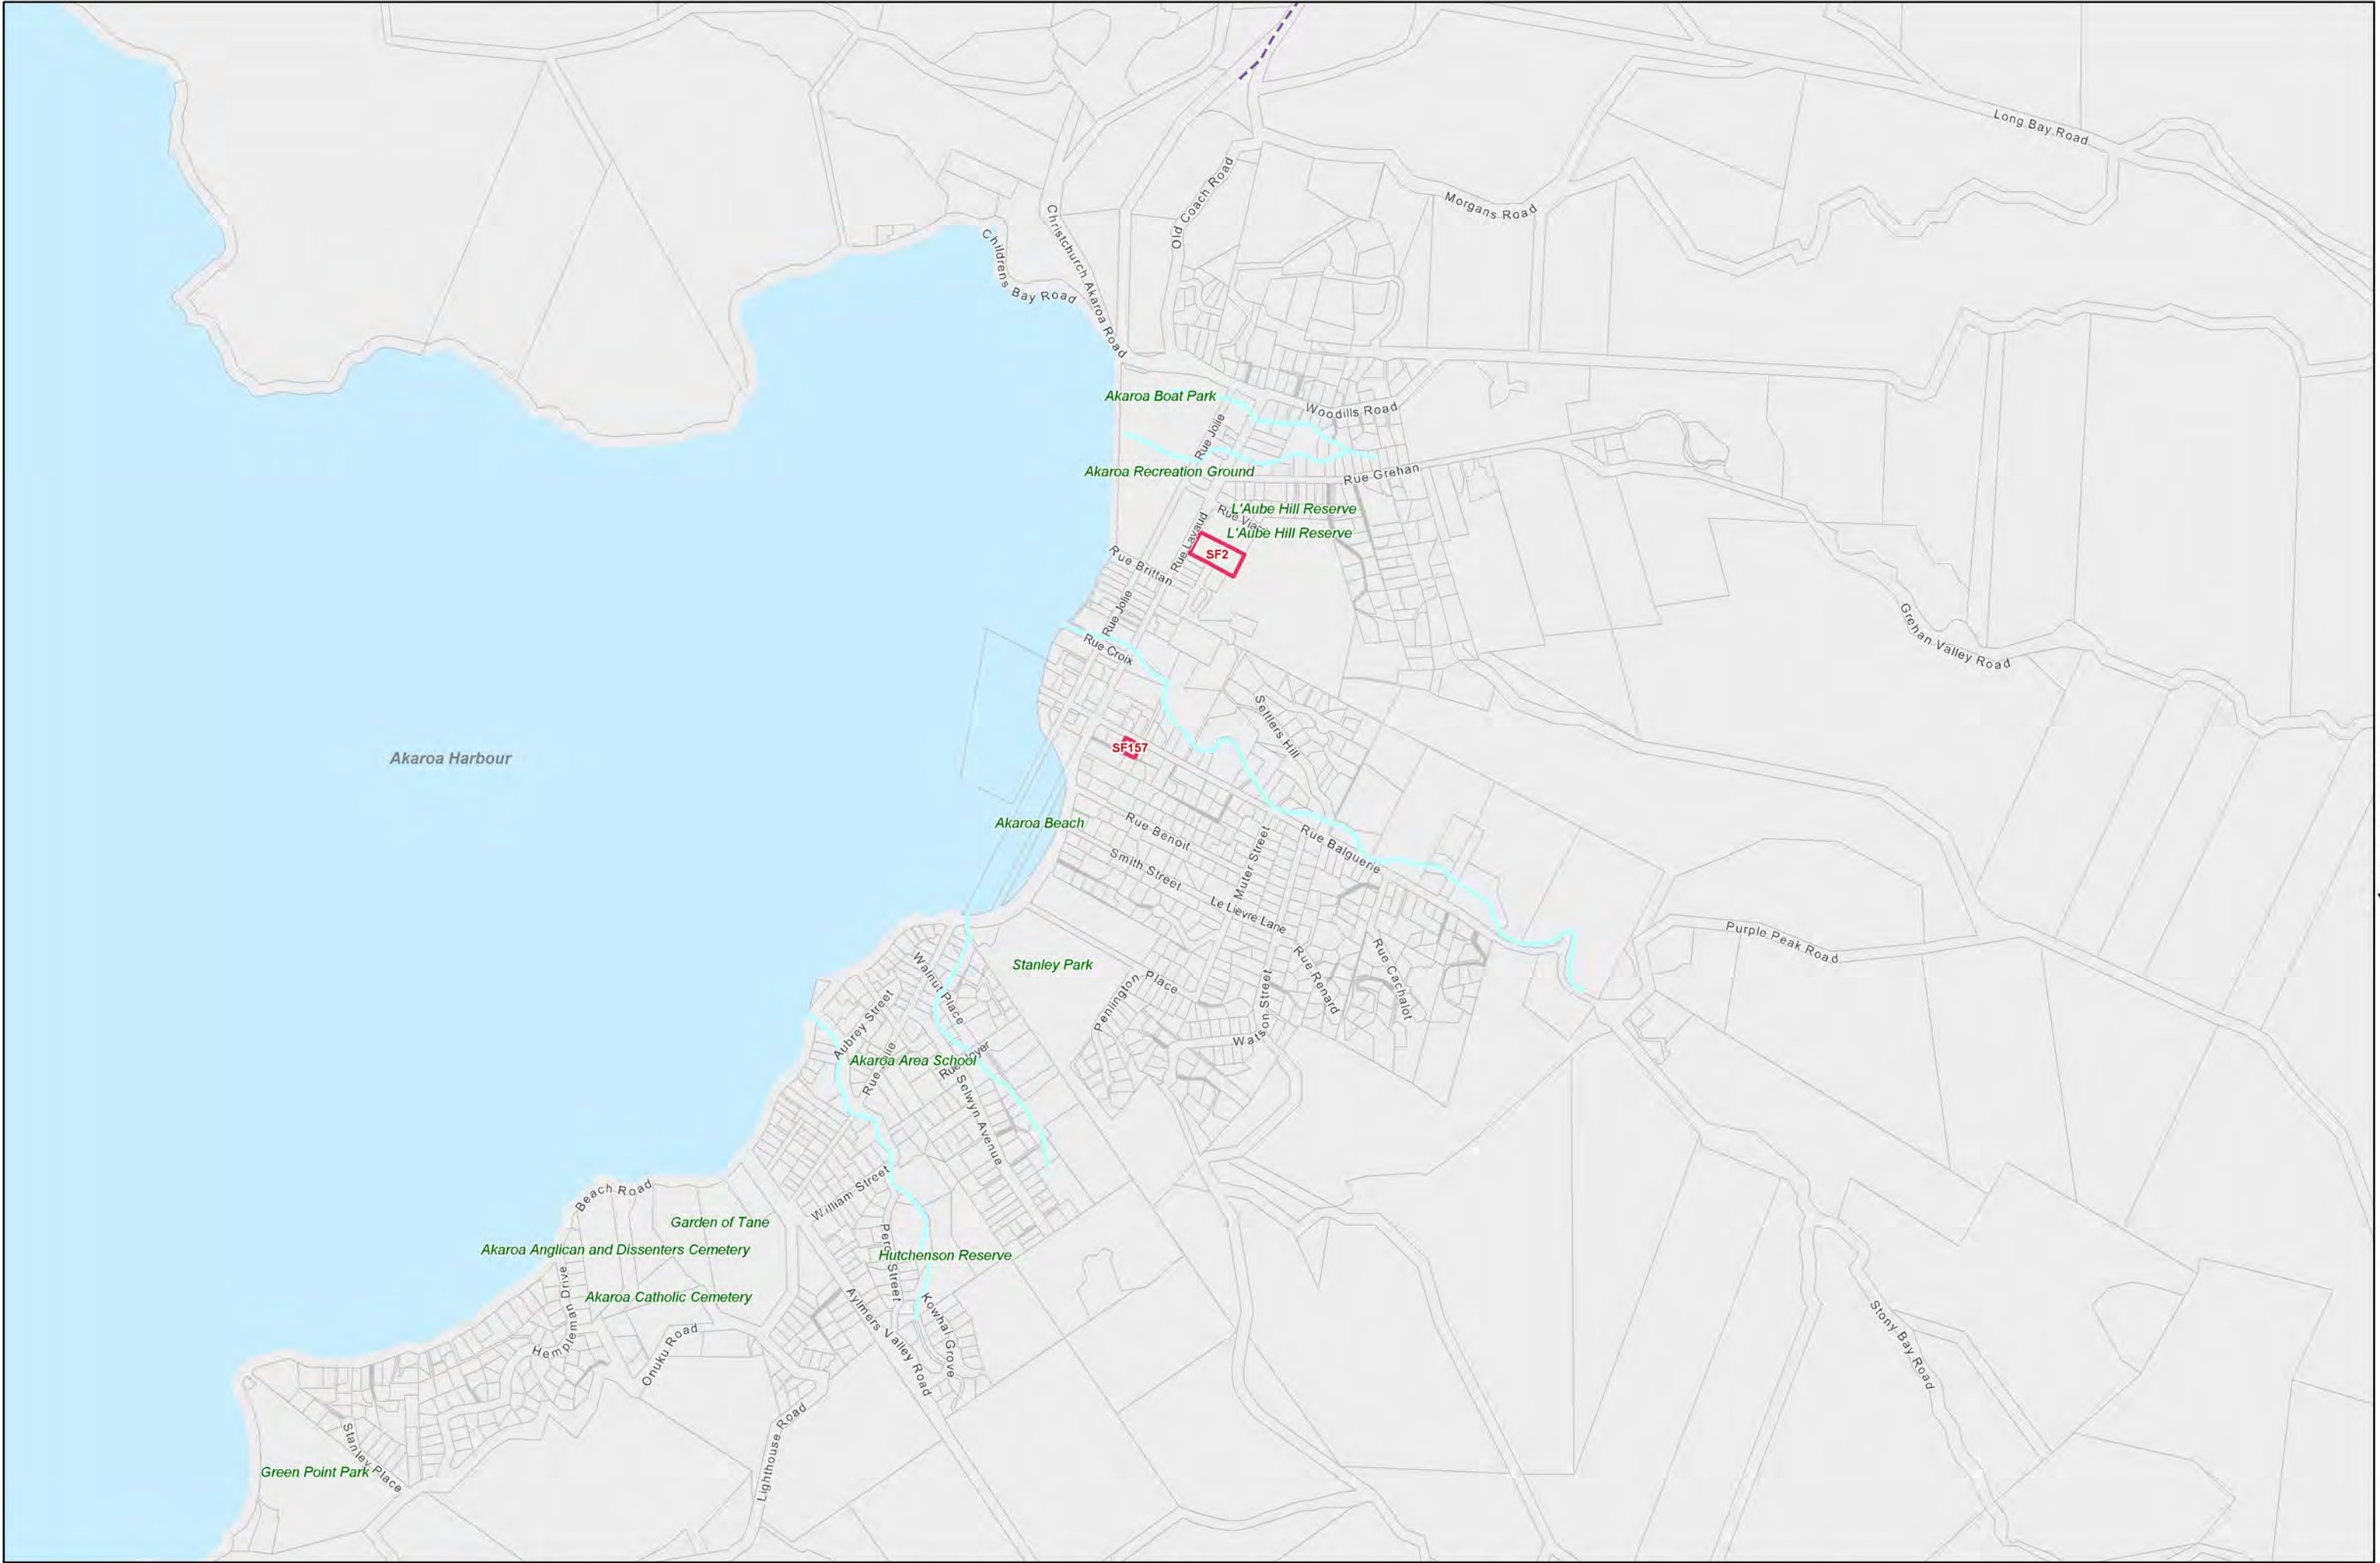 Long Bay Road
Old Coach Road
Morgans Road
Christchurch Akaroa Road
Childrens Bay Road
Akaroa Boat Park
Woodills Road
Rue Jolie
Akaroa Recreation Ground
Rue Grehan
L'Aube Hill Reserve
Rue Lavaud
L'Aube Hill Reserve
SF2
Rue Brittan
Rue Jolie
Grehan Valley Road
Rue Croix
Settlers Hill
SF157
Akaroa Harbour
Akaroa Beach
Rue Benoit
Rue Balguerie
Muter Street
Smith Street
Le Lievre Lane
Purple Peak Road
Stanley Park
Walnut Place
Penlington Place
Rue Renard
Rue Cachalot
Watson Street
Aubrey Street
Akaroa Area School
Selwyn Avenue
William Street
Beach Road
Garden of Tane
Akaroa Anglican and Dissenters Cemetery
Hutchenson Reserve
Akaroa Catholic Cemetery
Hempleman Drive
Onuku Road
Aylmers Valley Road
Kowhai Grove
Stony Bay Road
Lighthouse Road
Stanley Place
Green Point Park